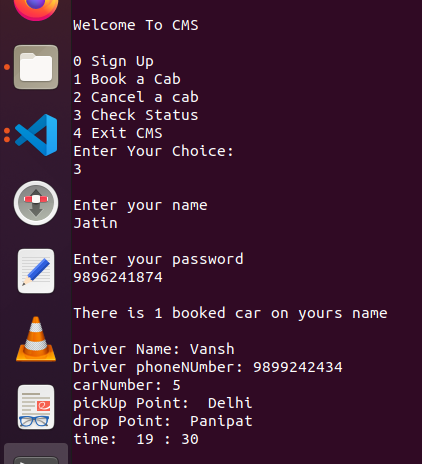 Welcome To CMS
0 Sign Up
1 Book a Cab
2 Cancel a cab
3 Check Status
4 Exit CMS
Enter Your Choice:
3
Enter your name
Jatin
Enter your password
9896241874
There is 1 booked car on yours name
Driver Name: Vansh
Driver phoneNUmber: 9899242434
carNumber: 5
pickUp Point:  Delhi
drop Point:  Panipat
time:  19 : 30